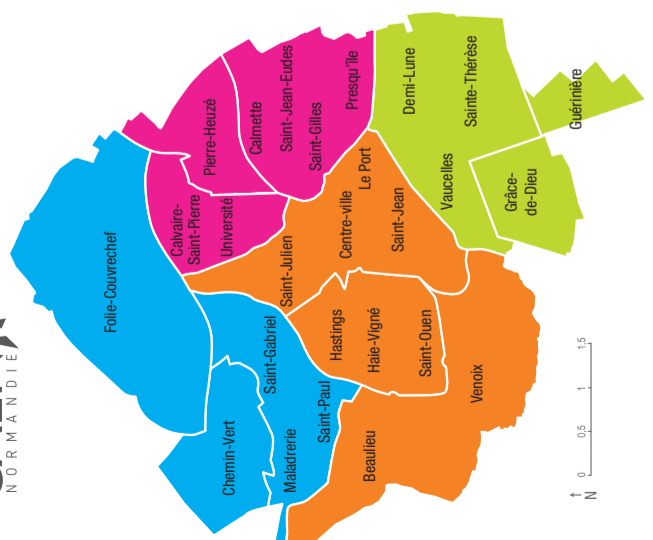 NORMANDIE
Folie-Couvrechef
Pierre-Heuzé
Calvaire-
Saint-Pierre
Université
Calmette
Saint-Jean-Eudes
Saint-Gilles
Presqu'île
Demi-Lune
Sainte-Thérèse
Guérinière
Vaucelles
Grâce-
de-Dieu
Saint-Julien
Centre-ville
Le Port
Saint-Jean
Chemin-Vert
Saint-Gabriel
Maladrerie
Saint-Paul
Hastings
Haie-Vigné
Saint-Ouen
Beaulieu
Venoix
N
0
0,5
1
1,5